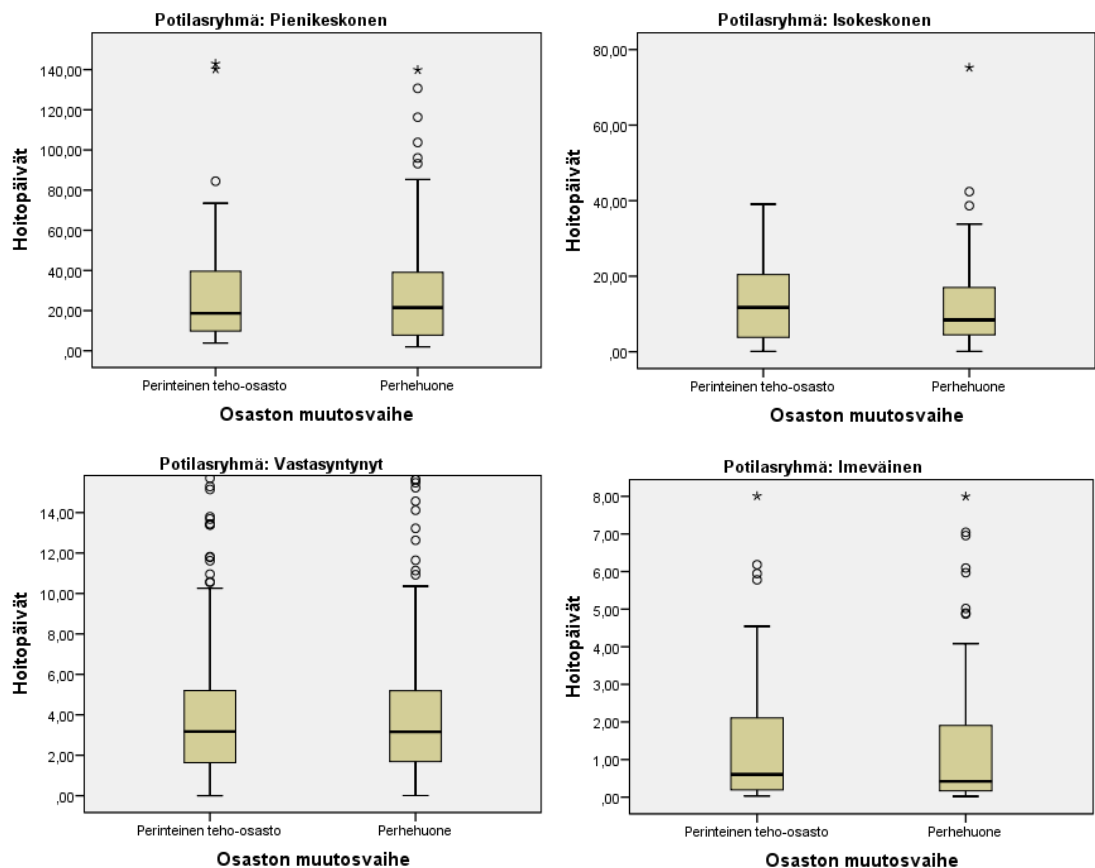 Potilasryhmä: Pienikeskonen
Hoitopäivät
140,00
120,00
100,00
80,00
60,00
40,00
20,00
,00
Perinteinen teho-osasto Perhehuone
Osaston muutosvaihe
Potilasryhmä: Isokeskonen
Hoitopäivät
80,00
60,00
40,00
20,00
,00
Perinteinen teho-osasto Perhehuone
Osaston muutosvaihe
Potilasryhmä: Vastasyntynyt
Hoitopäivät
14,00
12,00
10,00
8,00
6,00
4,00
2,00
,00
Perinteinen teho-osasto Perhehuone
Osaston muutosvaihe
Potilasryhmä: Imeväinen
Hoitopäivät
8,00
7,00
6,00
5,00
4,00
3,00
2,00
1,00
,00
Perinteinen teho-osasto Perhehuone
Osaston muutosvaihe